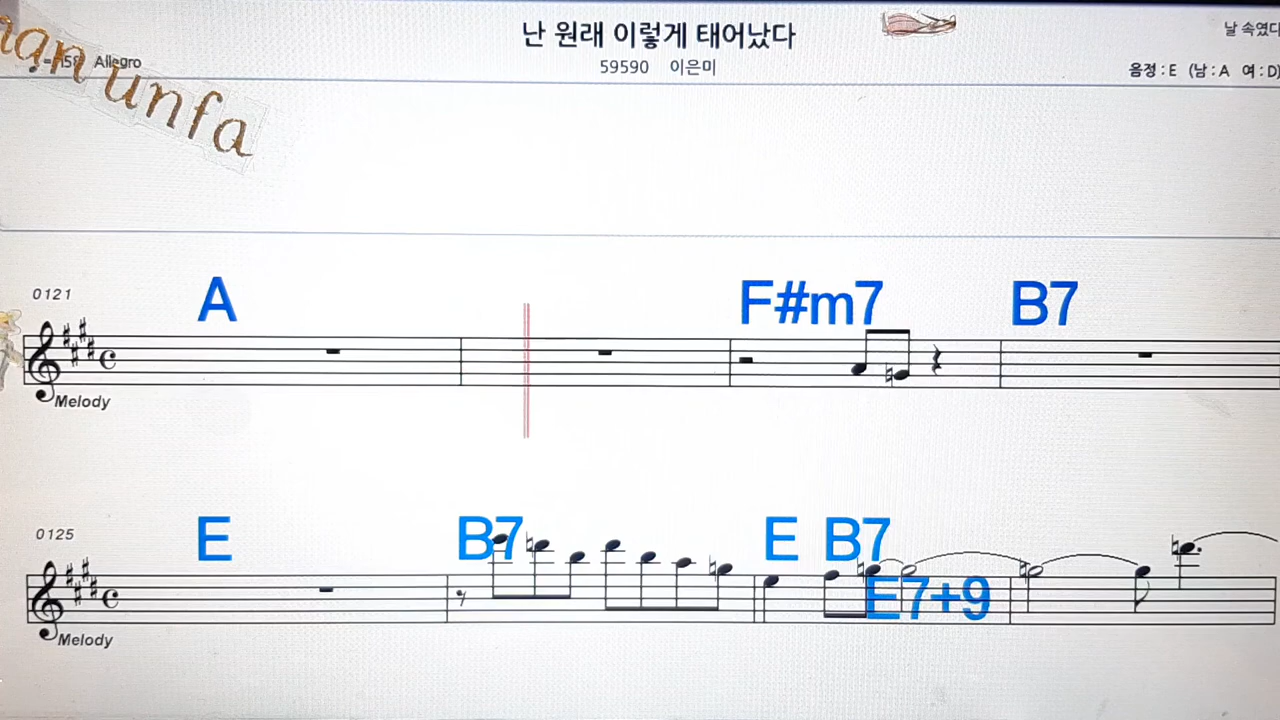 난 원래 이렇게 태어났다
날 속였다
59590 이은미
Allegro
음정 : E (남 : A 여 : D)
unfa
0121
A
F#m7
B7
Melody
0125
E
B7
E
B7
E7+9
Melody